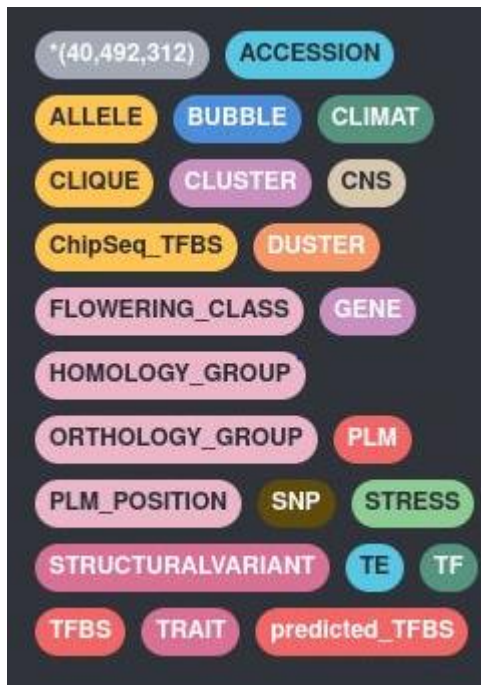 *(40,492,312) ACCESSION
ALLELE BUBBLE CLIMAT
CLIQUE CLUSTER CNS
ChipSeq_TFBS DUSTER
FLOWERING_CLASS GENE
HOMOLOGY_GROUP
ORTHOLOGY_GROUP PLM
PLM_POSITION SNP STRESS
STRUCTURALVARIANT TE TF
TFBS TRAIT predicted_TFBS